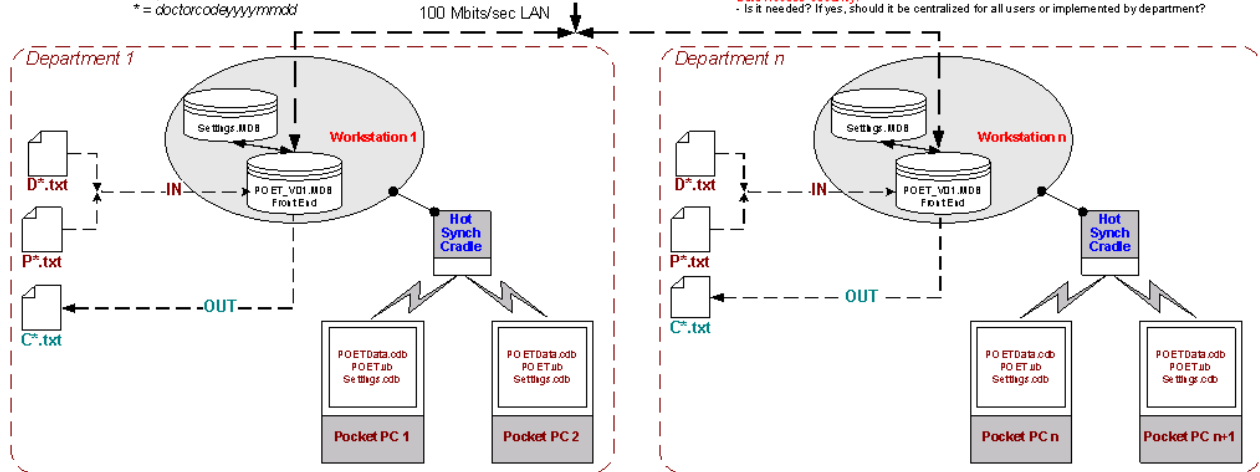 * = doctorcodeyyyymmdd
100 Mbits/sec LAN
- Is it needed? If yes, should it be centralized for all users or implemented by department?
Department 1
Settings.MDB
Workstation 1
D*.txt
IN
POET_V01.MDB
Front End
P*.txt
Hot
Synch
Cradle
OUT
C*.txt
POETData.cdb
POET.vb
Settings.cdb
Pocket PC 1
POETData.cdb
POET.vb
Settings.cdb
Pocket PC 2
Department n
Settings.MDB
Workstation n
D*.txt
IN
POET_V01.MDB
Front End
P*.txt
Hot
Synch
Cradle
OUT
C*.txt
POETData.cdb
POET.vb
Settings.cdb
Pocket PC n
POETData.cdb
POET.vb
Settings.cdb
Pocket PC n+1